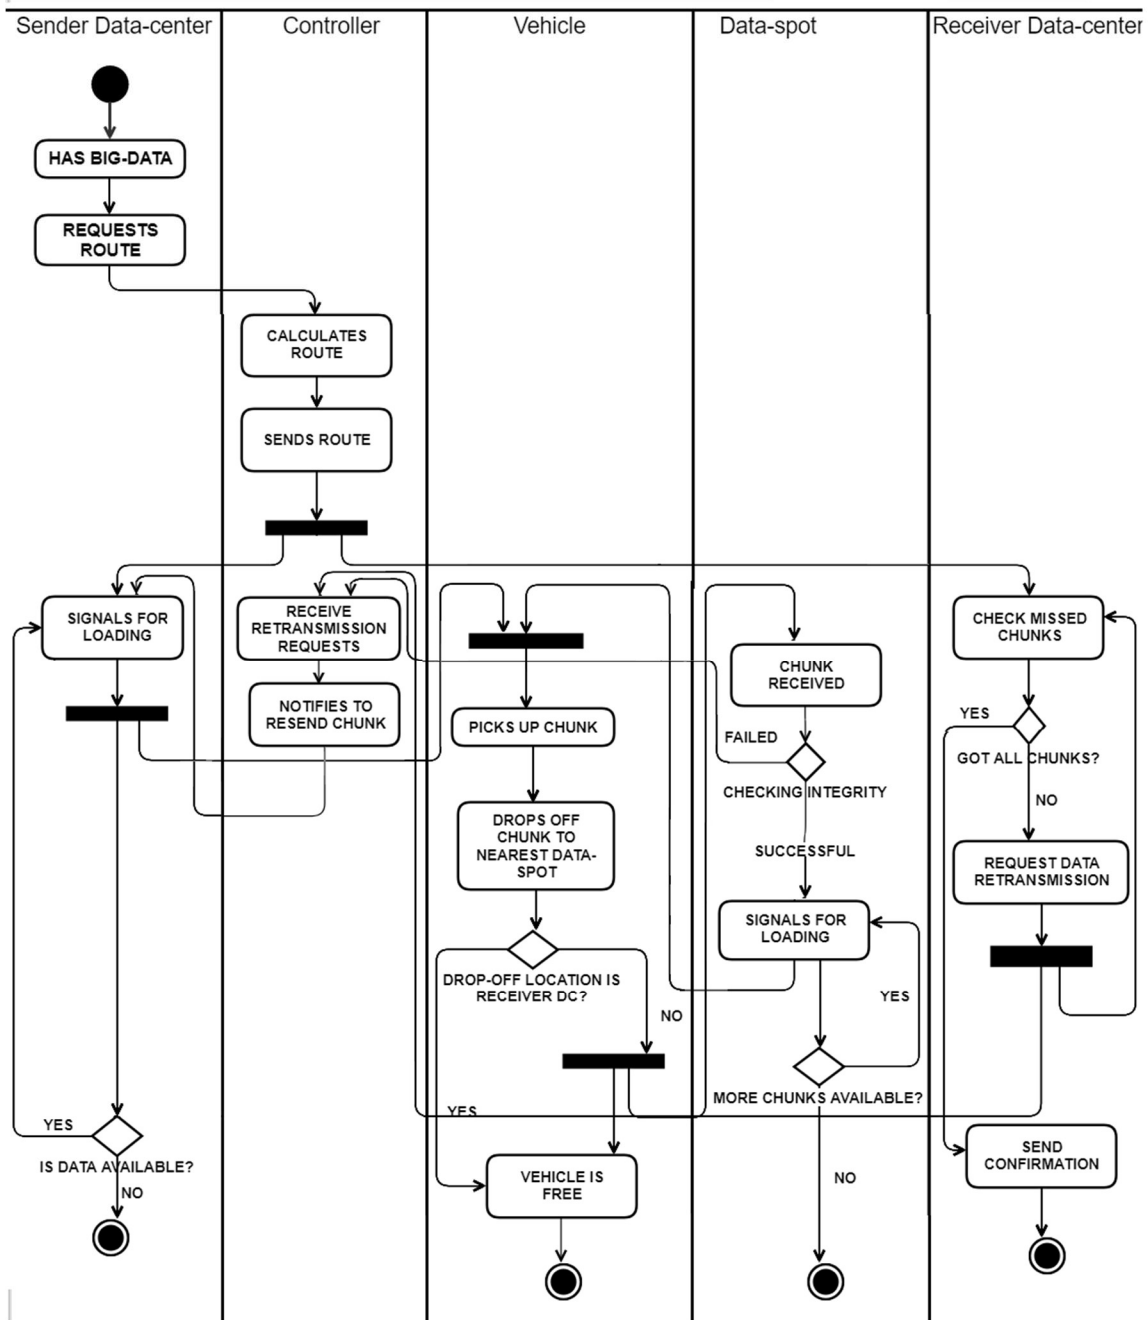 Sender Data-center
Controller
Vehicle
Data-spot
Receiver Data-center
HAS BIG-DATA
REQUESTS
ROUTE
CALCULATES
ROUTE
SENDS ROUTE
SIGNALS FOR
LOADING
RECEIVE
RETRANSMISSION
REQUESTS
NOTIFIES TO
RESEND CHUNK
PICKS UP CHUNK
DROPS OFF
CHUNK TO
NEAREST DATA-
SPOT
DROP-OFF LOCATION IS
RECEIVER DC?
NO
YES
VEHICLE IS
FREE
CHUNK
RECEIVED
FAILED
CHECKING INTEGRITY
SUCCESSFUL
SIGNALS FOR
LOADING
YES
MORE CHUNKS AVAILABLE?
NO
CHECK MISSED
CHUNKS
YES
GOT ALL CHUNKS?
NO
REQUEST DATA
RETRANSMISSION
SEND
CONFIRMATION
YES
IS DATA AVAILABLE?
NO